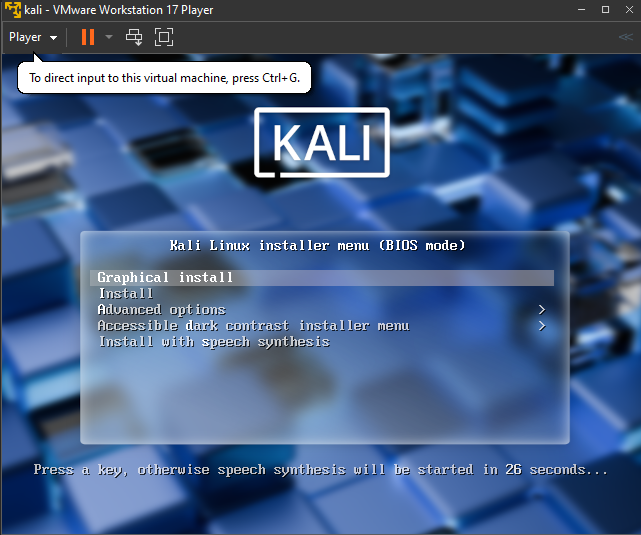 kali - VMware Workstation 17 Player
Player
To direct input to this virtual machine, press Ctrl+G.
KALI
Kali Linux installer menu (BIOS mode)
Graphical install
Install
Advanced options >
Accessible dark contrast installer menu >
Install with speech synthesis
Press a key, otherwise speech synthesis will be started in 26 seconds...